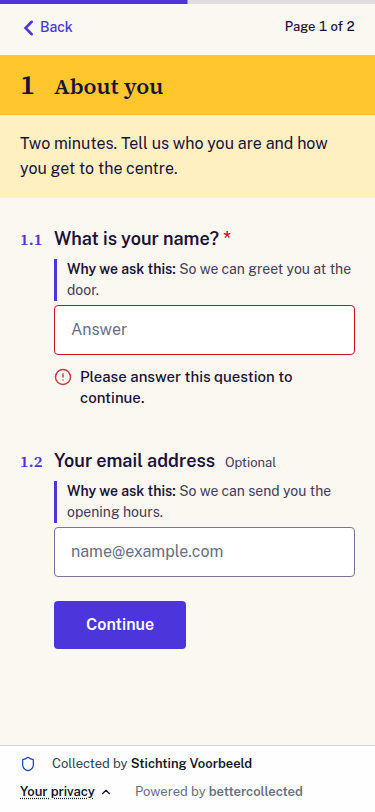 Back
Page 1 of 2
1 About you
Two minutes. Tell us who you are and how
you get to the centre.
1.1 What is your name? *
Why we ask this: So we can greet you at the
door.
Answer
Please answer this question to
continue.
1.2 Your email address Optional
Why we ask this: So we can send you the
opening hours.
name@example.com
Continue
Collected by Stichting Voorbeeld
Your privacy
Powered by bettercollected